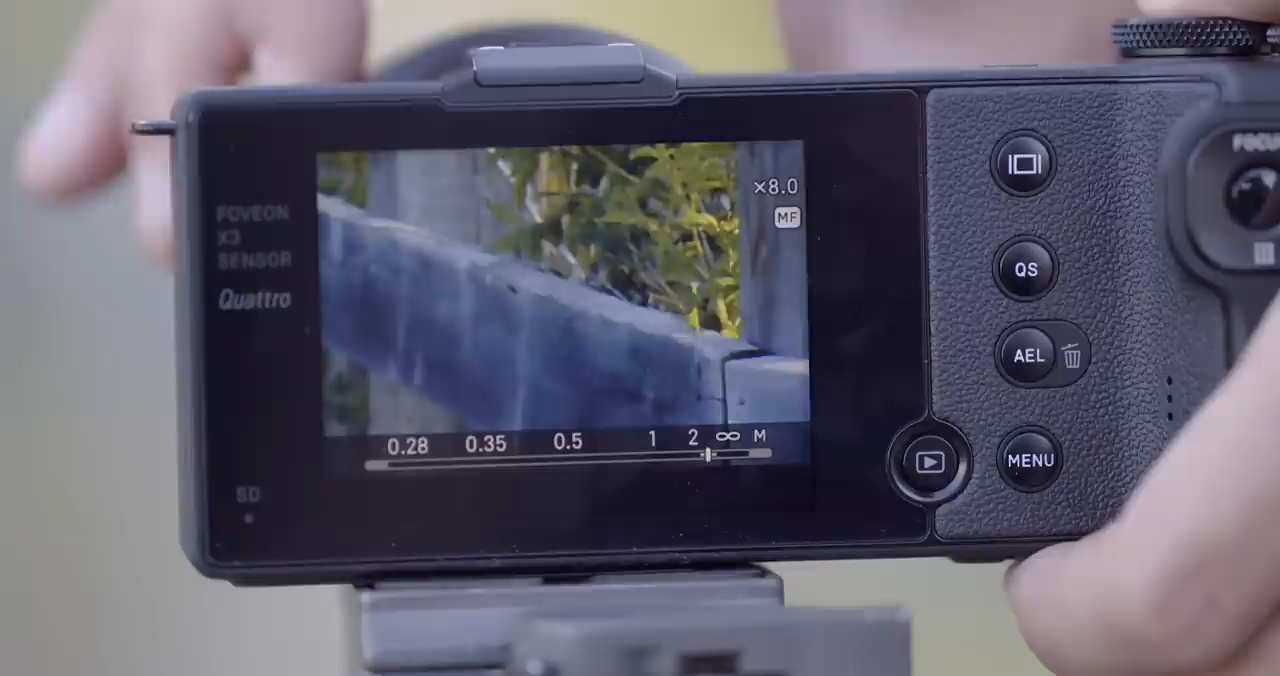 FOVEON
X3
SENSOR
Quattro
SD
×8.0
MF
0.28 0.35 0.5 1 2 ∞ M
QS
AEL
MENU
FOCU